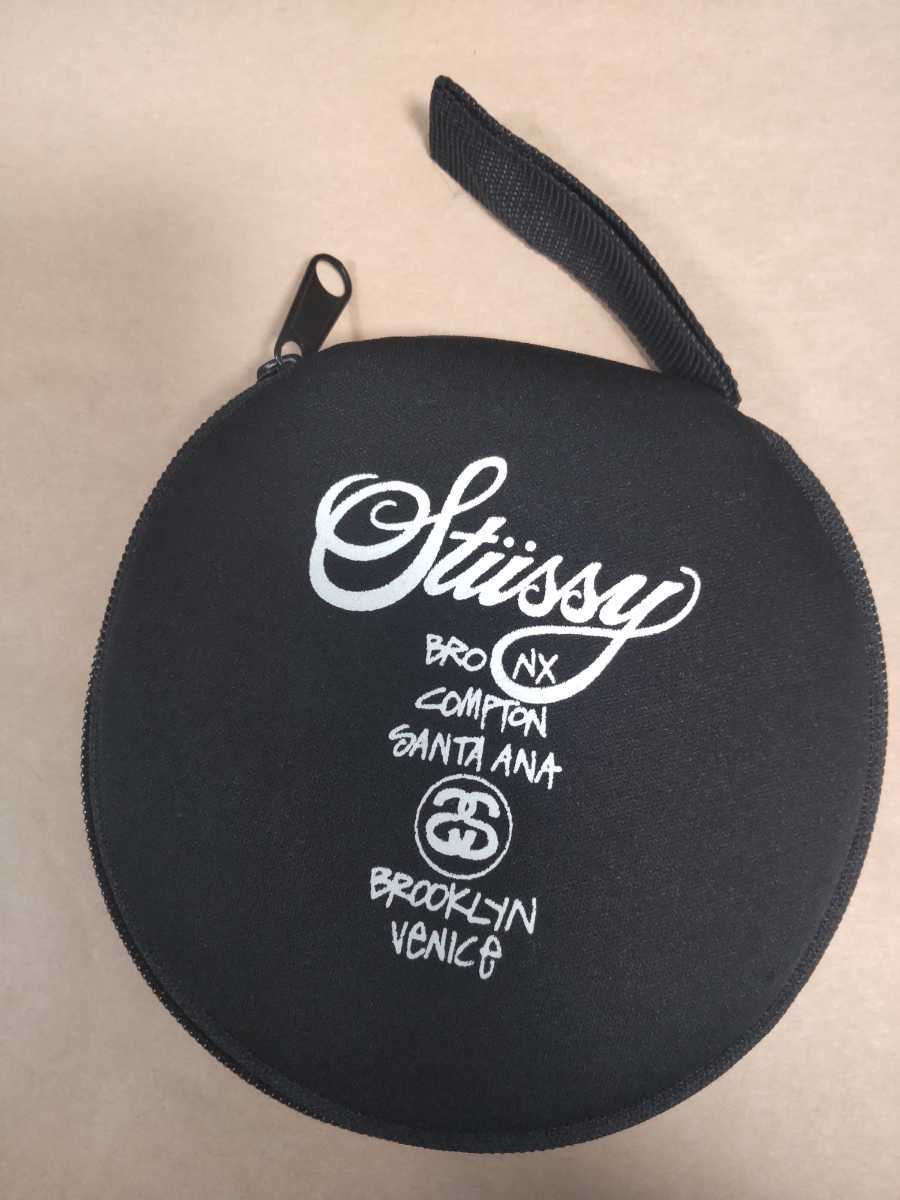 Stüssy
BRONX
COMPTON
SANTA ANA
BROOKLYN
VENICE